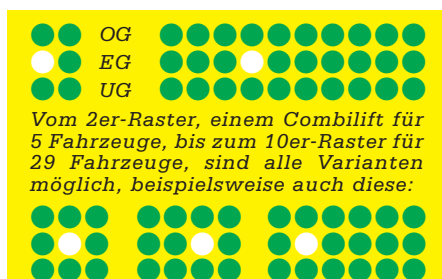 OG
EG
UG
Vom 2er-Raster, einem Combilift für
5 Fahrzeuge, bis zum 10er-Raster für
29 Fahrzeuge, sind alle Varianten
möglich, beispielsweise auch diese: